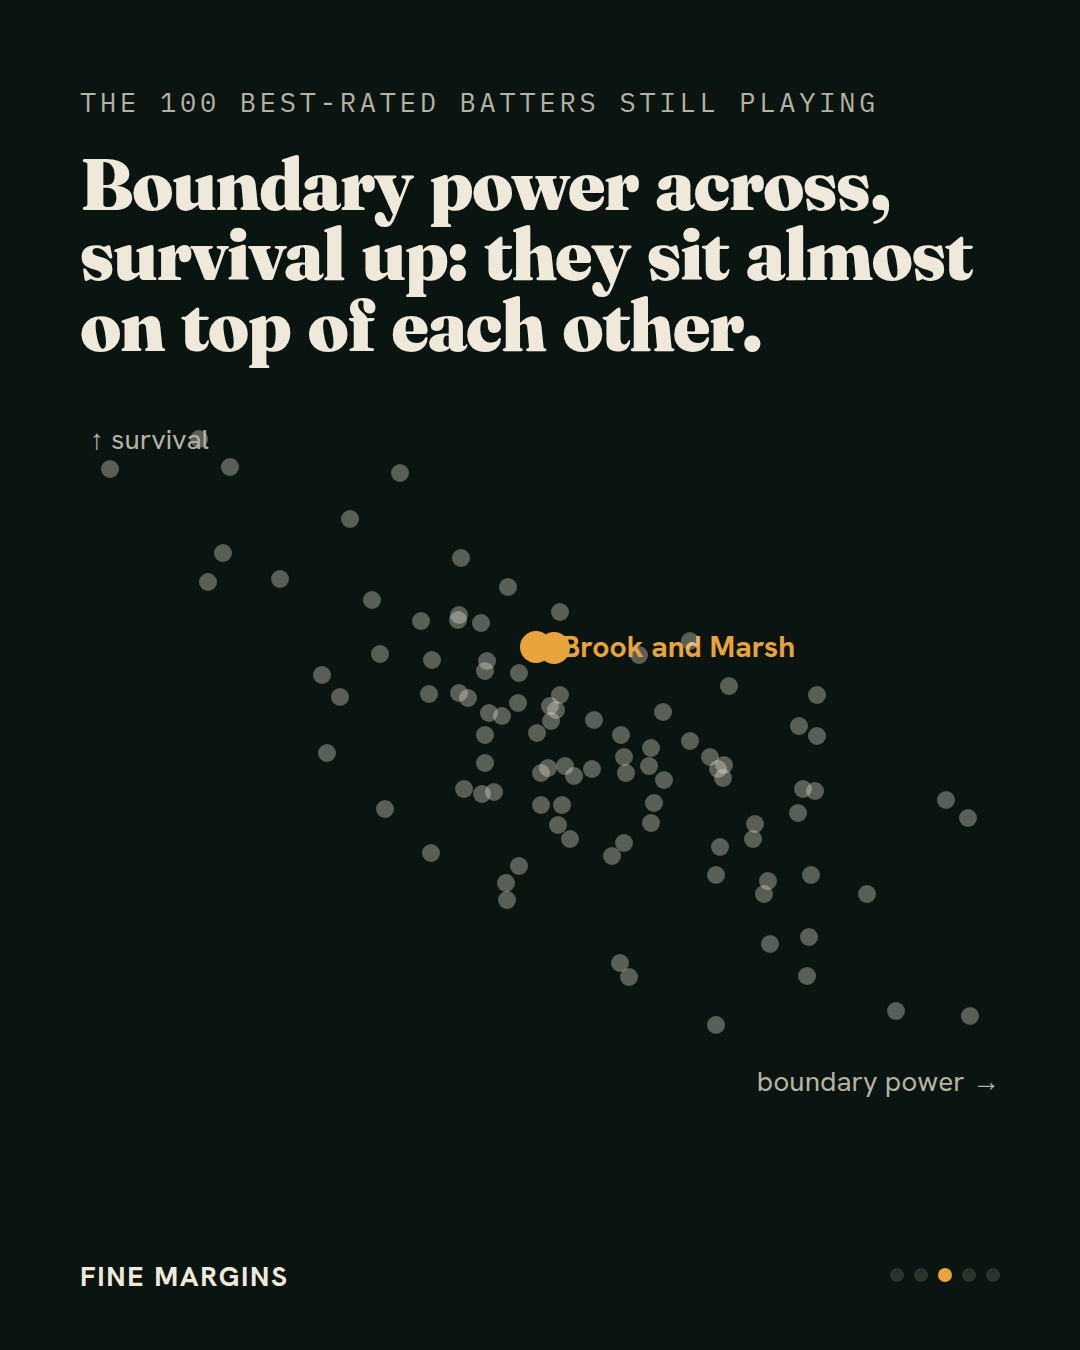 THE 100 BEST-RATED BATTERS STILL PLAYING
Boundary power across,
survival up: they sit almost
on top of each other.
↑ survival
Brook and Marsh
boundary power →
FINE MARGINS